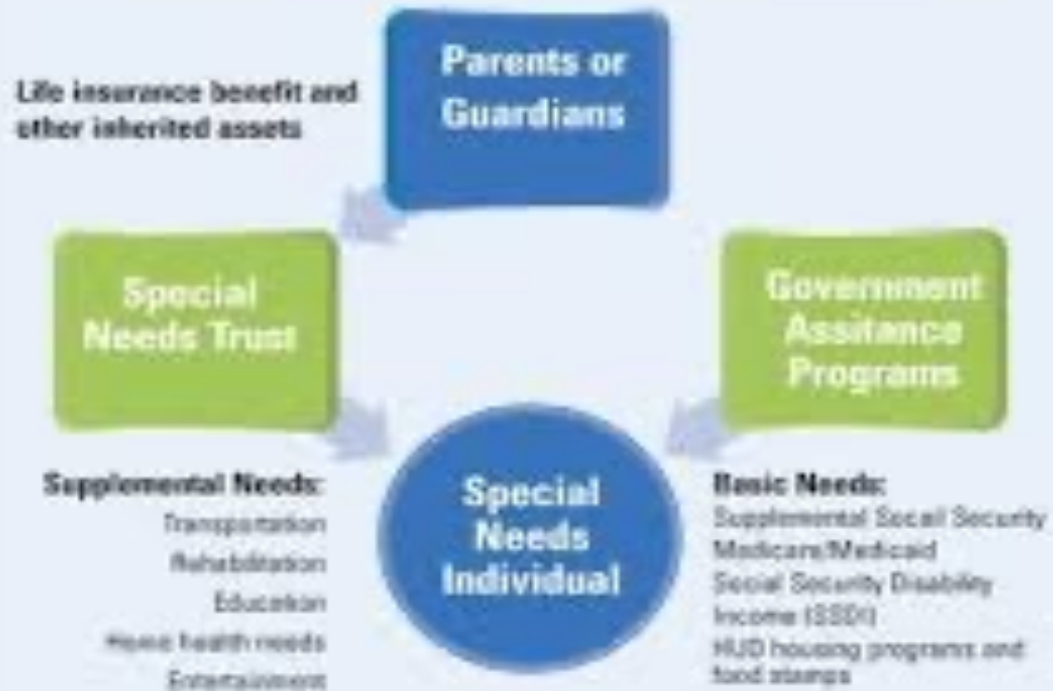 Parents or
Guardians
Life insurance benefit and
other inherited assets
Special
Needs Trust
Government
Assitance
Programs
Supplemental Needs:
Transportation
Rehabilitation
Education
Home health needs
Entertainment
Special
Needs
Individual
Basic Needs:
Supplemental Socail Security
Medicare/Medicaid
Social Security Disability
Income (SSDI)
HUD housing programs and
food stamps